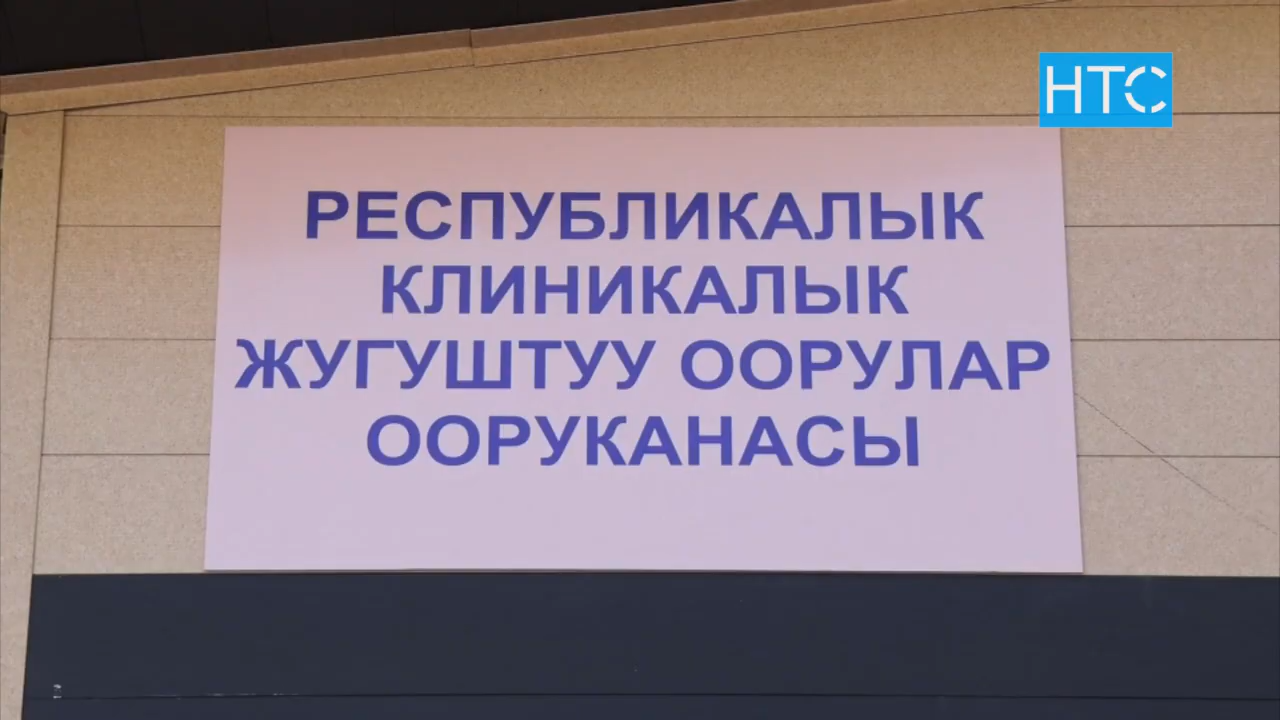 НТС
РЕСПУБЛИКАЛЫК
КЛИНИКАЛЫК
ЖУГУШТУУ ООРУЛАР
ООРУКАНАСЫ